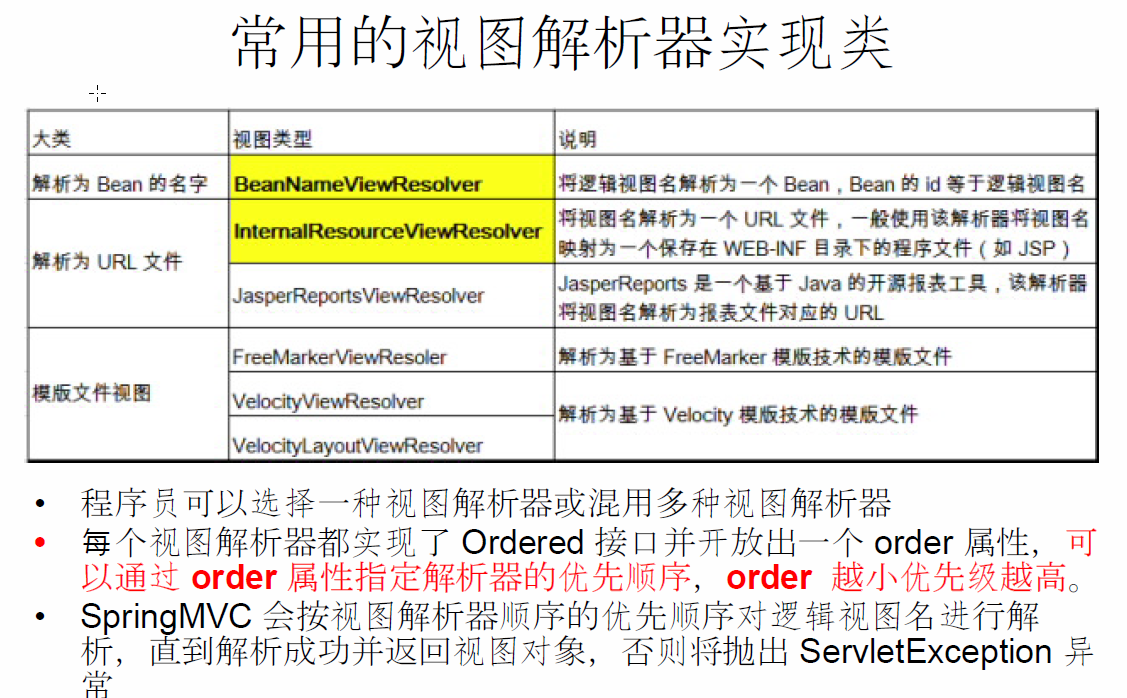 常用的视图解析器实现类
大类 视图类型 说明
解析为 Bean 的名字 BeanNameViewResolver 将逻辑视图名解析为一个 Bean，Bean 的 id 等于逻辑视图名
解析为 URL 文件 InternalResourceViewResolver 将视图名解析为一个 URL 文件，一般使用该解析器将视图名
映射为一个保存在 WEB-INF 目录下的程序文件（如 JSP）
JasperReportsViewResolver JasperReports 是一个基于 Java 的开源报表工具，该解析器
将视图名解析为报表文件对应的 URL
模版文件视图 FreeMarkerViewResoler 解析为基于 FreeMarker 模版技术的模版文件
VelocityViewResolver 解析为基于 Velocity 模版技术的模版文件
VelocityLayoutViewResolver
• 程序员可以选择一种视图解析器或混用多种视图解析器
• 每个视图解析器都实现了 Ordered 接口并开放出一个 order 属性，可
以通过 order 属性指定解析器的优先顺序，order 越小优先级越高。
• SpringMVC 会按视图解析器顺序的优先顺序对逻辑视图名进行解
析，直到解析成功并返回视图对象，否则将抛出 ServletException 异
常